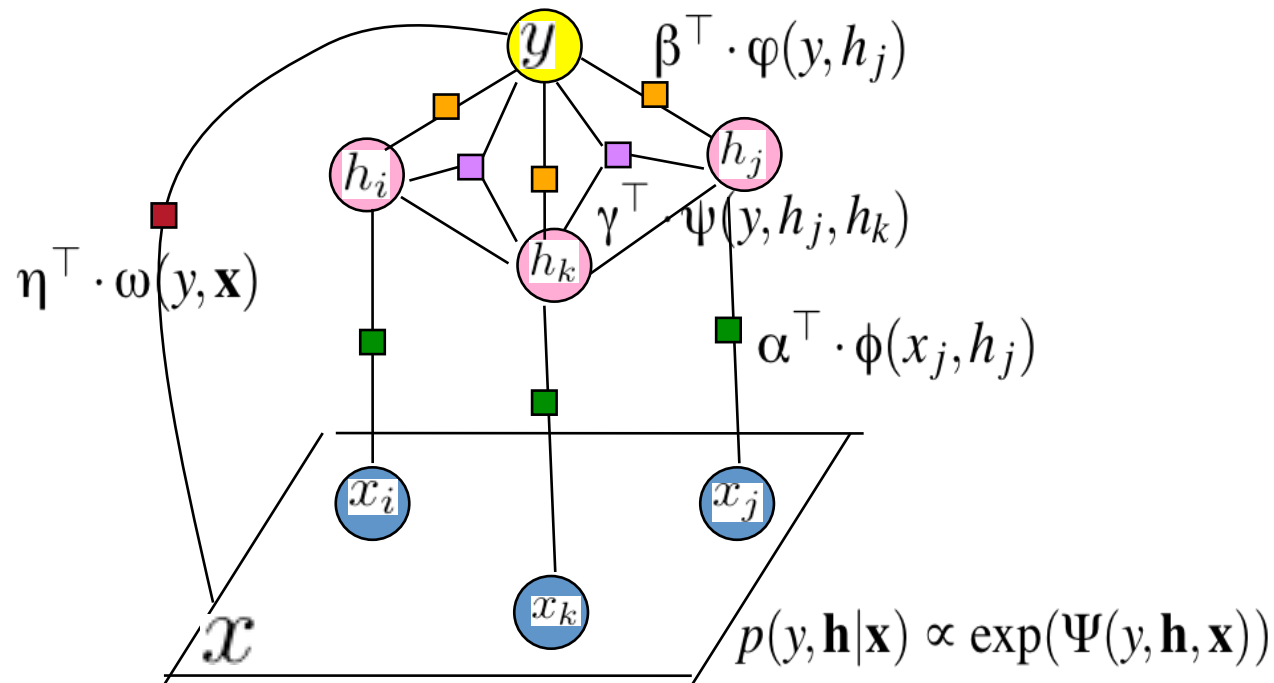 y
β⊤ · φ(y, hⱼ)
hᵢ
hⱼ
γ⊤ · ψ(y, hⱼ, hₖ)
hₖ
η⊤ · ω(y, x)
α⊤ · ϕ(xⱼ, hⱼ)
xᵢ
xⱼ
xₖ
x
p(y, h|x) ∝ exp(Ψ(y, h, x))